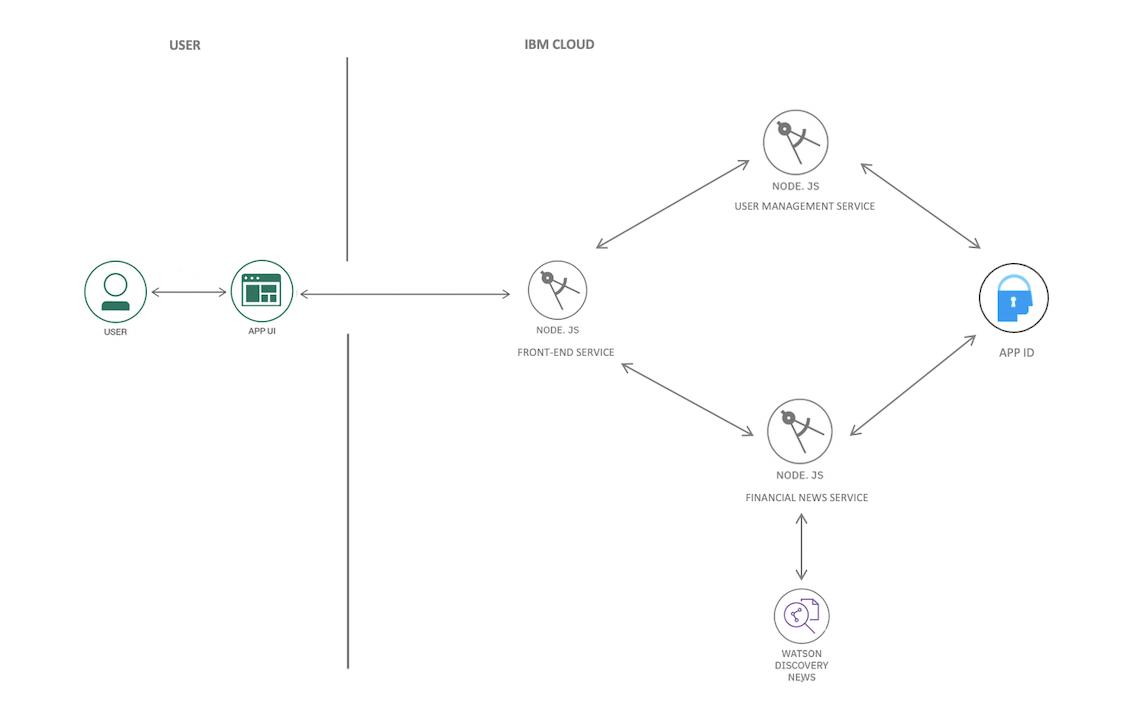 USER
IBM CLOUD
NODE. JS
USER MANAGEMENT SERVICE
USER
APP UI
NODE. JS
FRONT-END SERVICE
APP ID
NODE. JS
FINANCIAL NEWS SERVICE
WATSON
DISCOVERY
NEWS